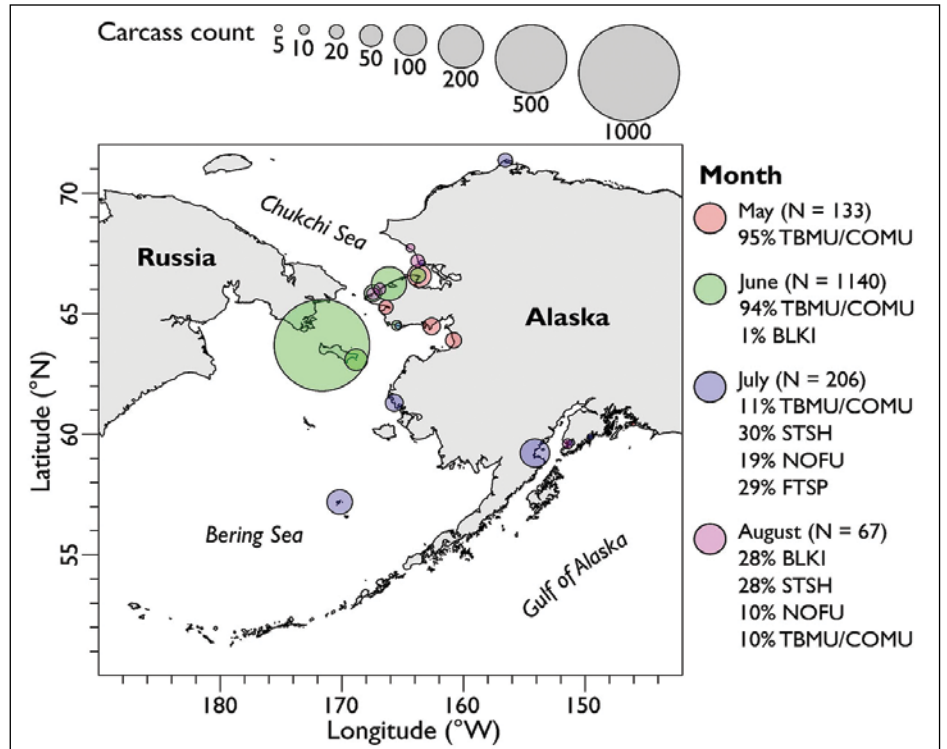 Carcass count
5 10 20 50 100 200 500 1000
Month
May (N = 133)
95% TBMU/COMU
June (N = 1140)
94% TBMU/COMU
1% BLKI
July (N = 206)
11% TBMU/COMU
30% STSH
19% NOFU
29% FTSP
August (N = 67)
28% BLKI
28% STSH
10% NOFU
10% TBMU/COMU
Latitude (°N)
70
65
60
55
Chukchi Sea
Russia
Alaska
Bering Sea
Gulf of Alaska
180 170 160 150
Longitude (°W)